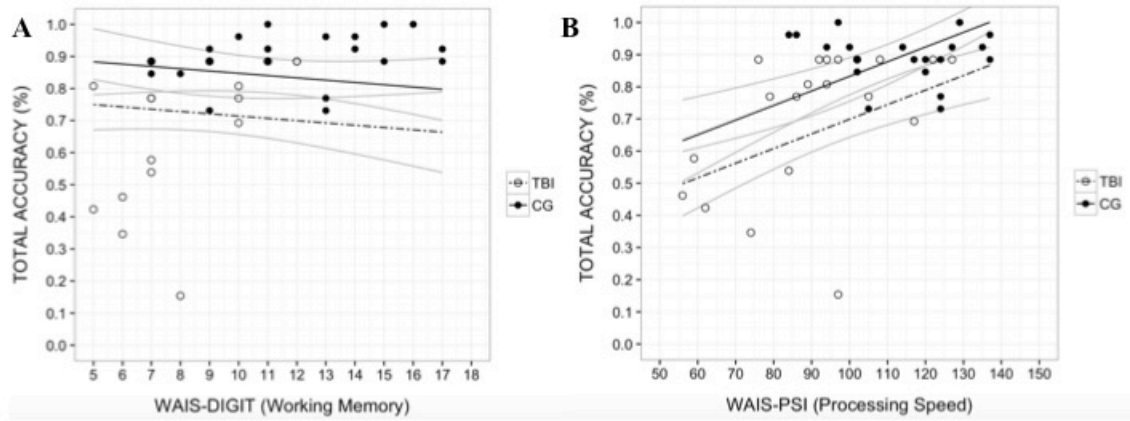 A
TOTAL ACCURACY (%)
1.0
0.9
0.8
0.7
0.6
0.5
0.4
0.3
0.2
0.1
0.0
5 6 7 8 9 10 11 12 13 14 15 16 17 18
WAIS-DIGIT (Working Memory)
TBI
CG
B
TOTAL ACCURACY (%)
1.0
0.9
0.8
0.7
0.6
0.5
0.4
0.3
0.2
0.1
0.0
50 60 70 80 90 100 110 120 130 140 150
WAIS-PSI (Processing Speed)
TBI
CG